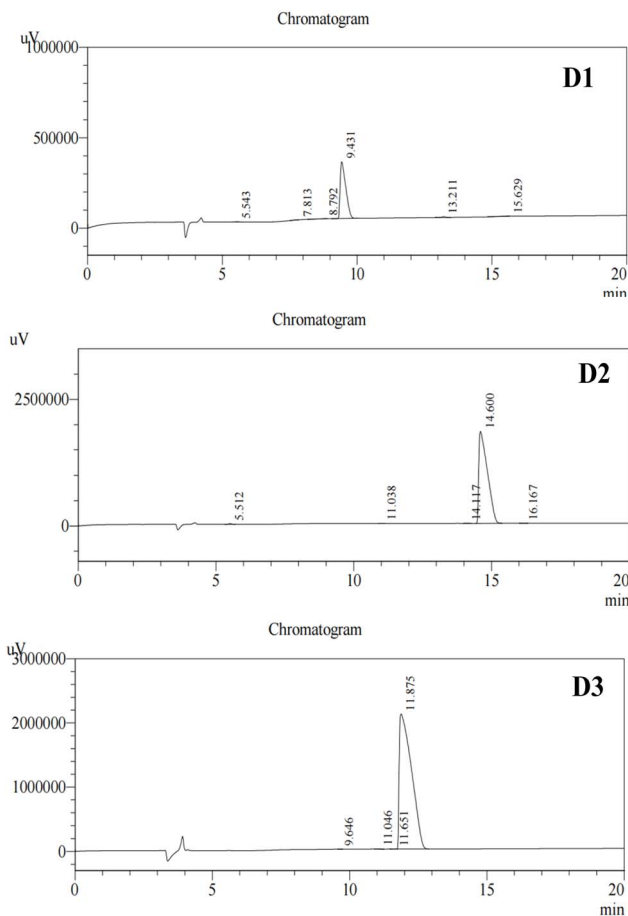 Chromatogram
uV
1000000
D1
500000
0
5.543
7.813
8.792
9.431
13.211
15.629
0 5 10 15 20
min
Chromatogram
uV
D2
2500000
0
5.512
11.038
14.117
14.600
16.167
0 10 15 20
min
Chromatogram
uV
3000000
D3
2000000
1000000
0
9.646
11.046
11.651
11.875
0 5 10 15 20
min